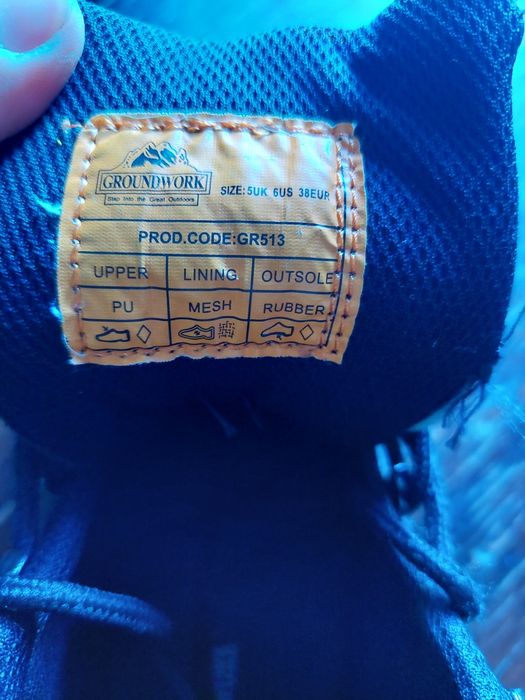 GROUNDWORK
Step Into the Great Outdoors
SIZE:5UK 6US 38EUR
PROD.CODE:GR513
UPPER LINING OUTSOLE
PU MESH RUBBER